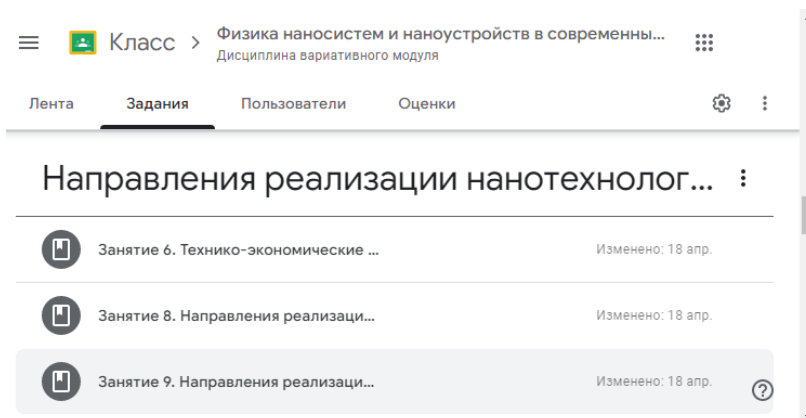 Класс > Физика наносистем и наноустройств в современны...
Дисциплина вариативного модуля
Лента Задания Пользователи Оценки
Направления реализации нанотехнолог...
Занятие 6. Технико-экономические ... Изменено: 18 апр.
Занятие 8. Направления реализаци... Изменено: 18 апр.
Занятие 9. Направления реализаци... Изменено: 18 апр.